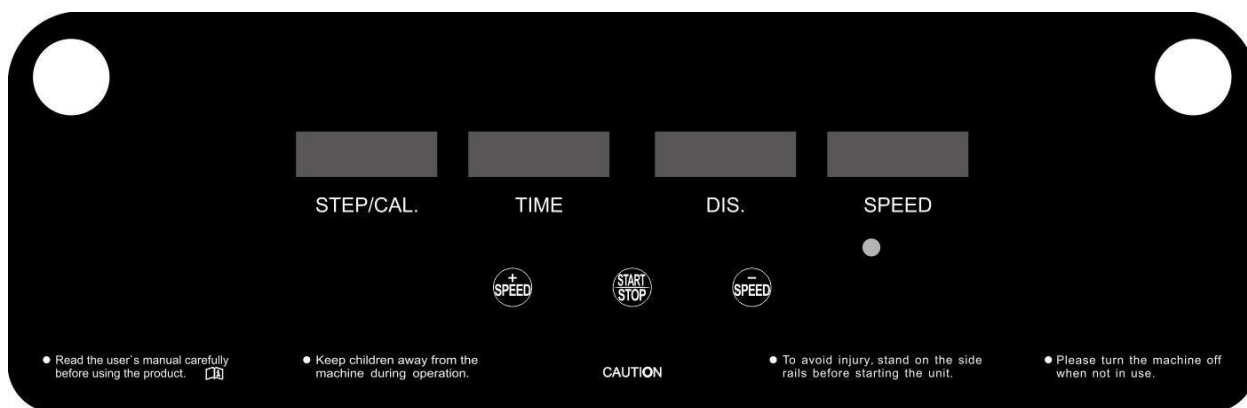 STEP/CAL. TIME DIS. SPEED
+
SPEED
START
STOP
−
SPEED
● Read the user`s manual carefully
before using the product.
● Keep children away from the
machine during operation.
CAUTION
● To avoid injury, stand on the side
rails before starting the unit.
● Please turn the machine off
when not in use.